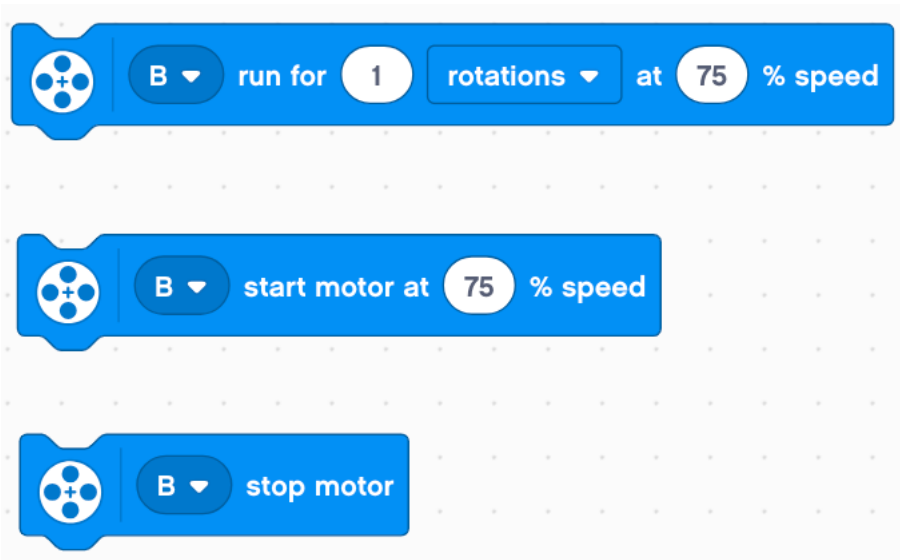 B run for 1 rotations at 75 % speed
B start motor at 75 % speed
B stop motor